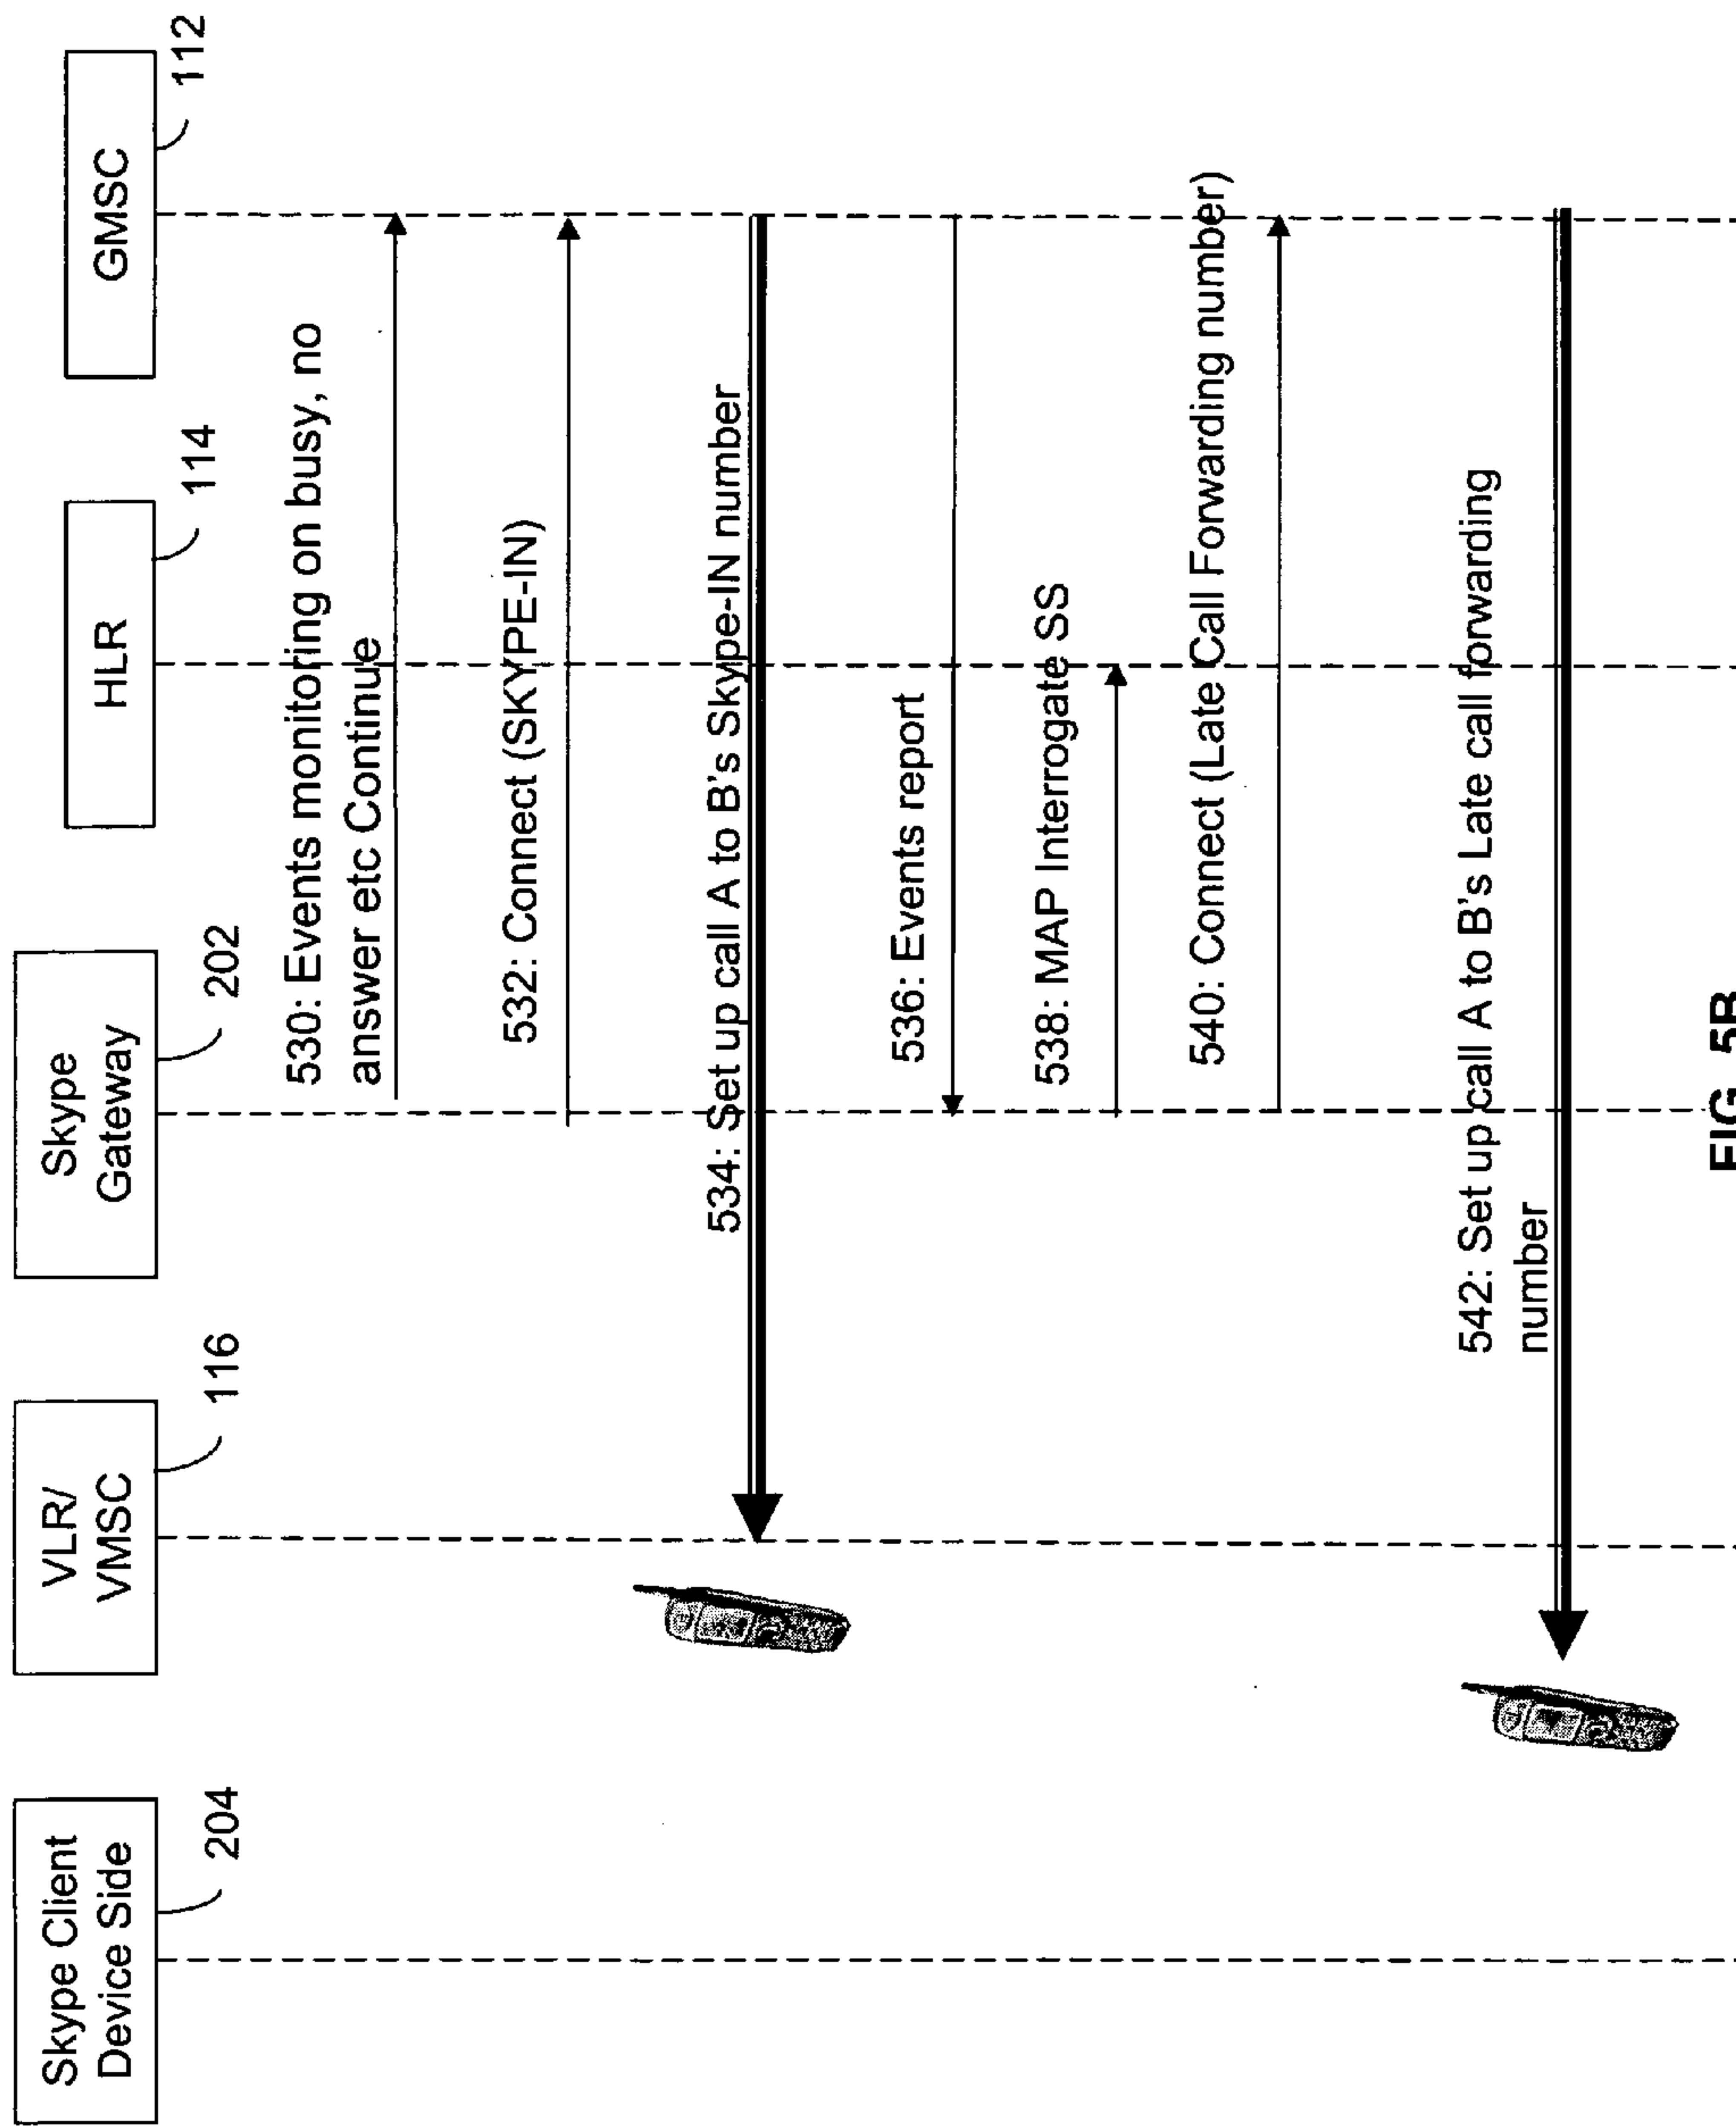 Skype Client
Device Side
204
VLR/
VMSC
116
Skype
Gateway
202
HLR
114
GMSC
112
530: Events monitoring on busy, no
answer etc Continue
532: Connect (SKYPE-IN)
534: Set up call A to B's Skype-IN number
536: Events report
538: MAP Interrogate SS
540: Connect (Late Call Forwarding number)
542: Set up call A to B's Late call forwarding
number
FIG. 5B